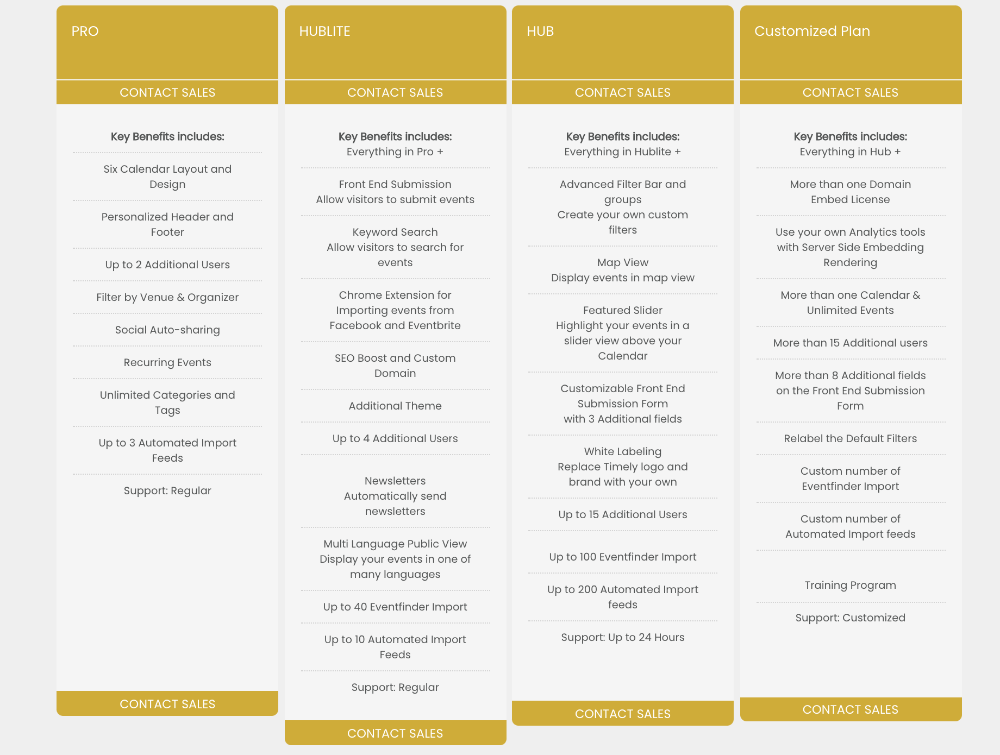 PRO
CONTACT SALES
Key Benefits includes:
Six Calendar Layout and
Design
Personalized Header and
Footer
Up to 2 Additional Users
Filter by Venue & Organizer
Social Auto-sharing
Recurring Events
Unlimited Categories and
Tags
Up to 3 Automated Import
Feeds
Support: Regular
CONTACT SALES
HUBLITE
CONTACT SALES
Key Benefits includes:
Everything in Pro +
Front End Submission
Allow visitors to submit events
Keyword Search
Allow visitors to search for
events
Chrome Extension for
Importing events from
Facebook and Eventbrite
SEO Boost and Custom
Domain
Additional Theme
Up to 4 Additional Users
Newsletters
Automatically send
newsletters
Multi Language Public View
Display your events in one of
many languages
Up to 40 Eventfinder Import
Up to 10 Automated Import
Feeds
Support: Regular
CONTACT SALES
HUB
CONTACT SALES
Key Benefits includes:
Everything in Hublite +
Advanced Filter Bar and
groups
Create your own custom
filters
Map View
Display events in map view
Featured Slider
Highlight your events in a
slider view above your
Calendar
Customizable Front End
Submission Form
with 3 Additional fields
White Labeling
Replace Timely logo and
brand with your own
Up to 15 Additional Users
Up to 100 Eventfinder Import
Up to 200 Automated Import
feeds
Support: Up to 24 Hours
CONTACT SALES
Customized Plan
CONTACT SALES
Key Benefits includes:
Everything in Hub +
More than one Domain
Embed License
Use your own Analytics tools
with Server Side Embedding
Rendering
More than one Calendar &
Unlimited Events
More than 15 Additional users
More than 8 Additional fields
on the Front End Submission
Form
Relabel the Default Filters
Custom number of
Eventfinder Import
Custom number of
Automated Import feeds
Training Program
Support: Customized
CONTACT SALES